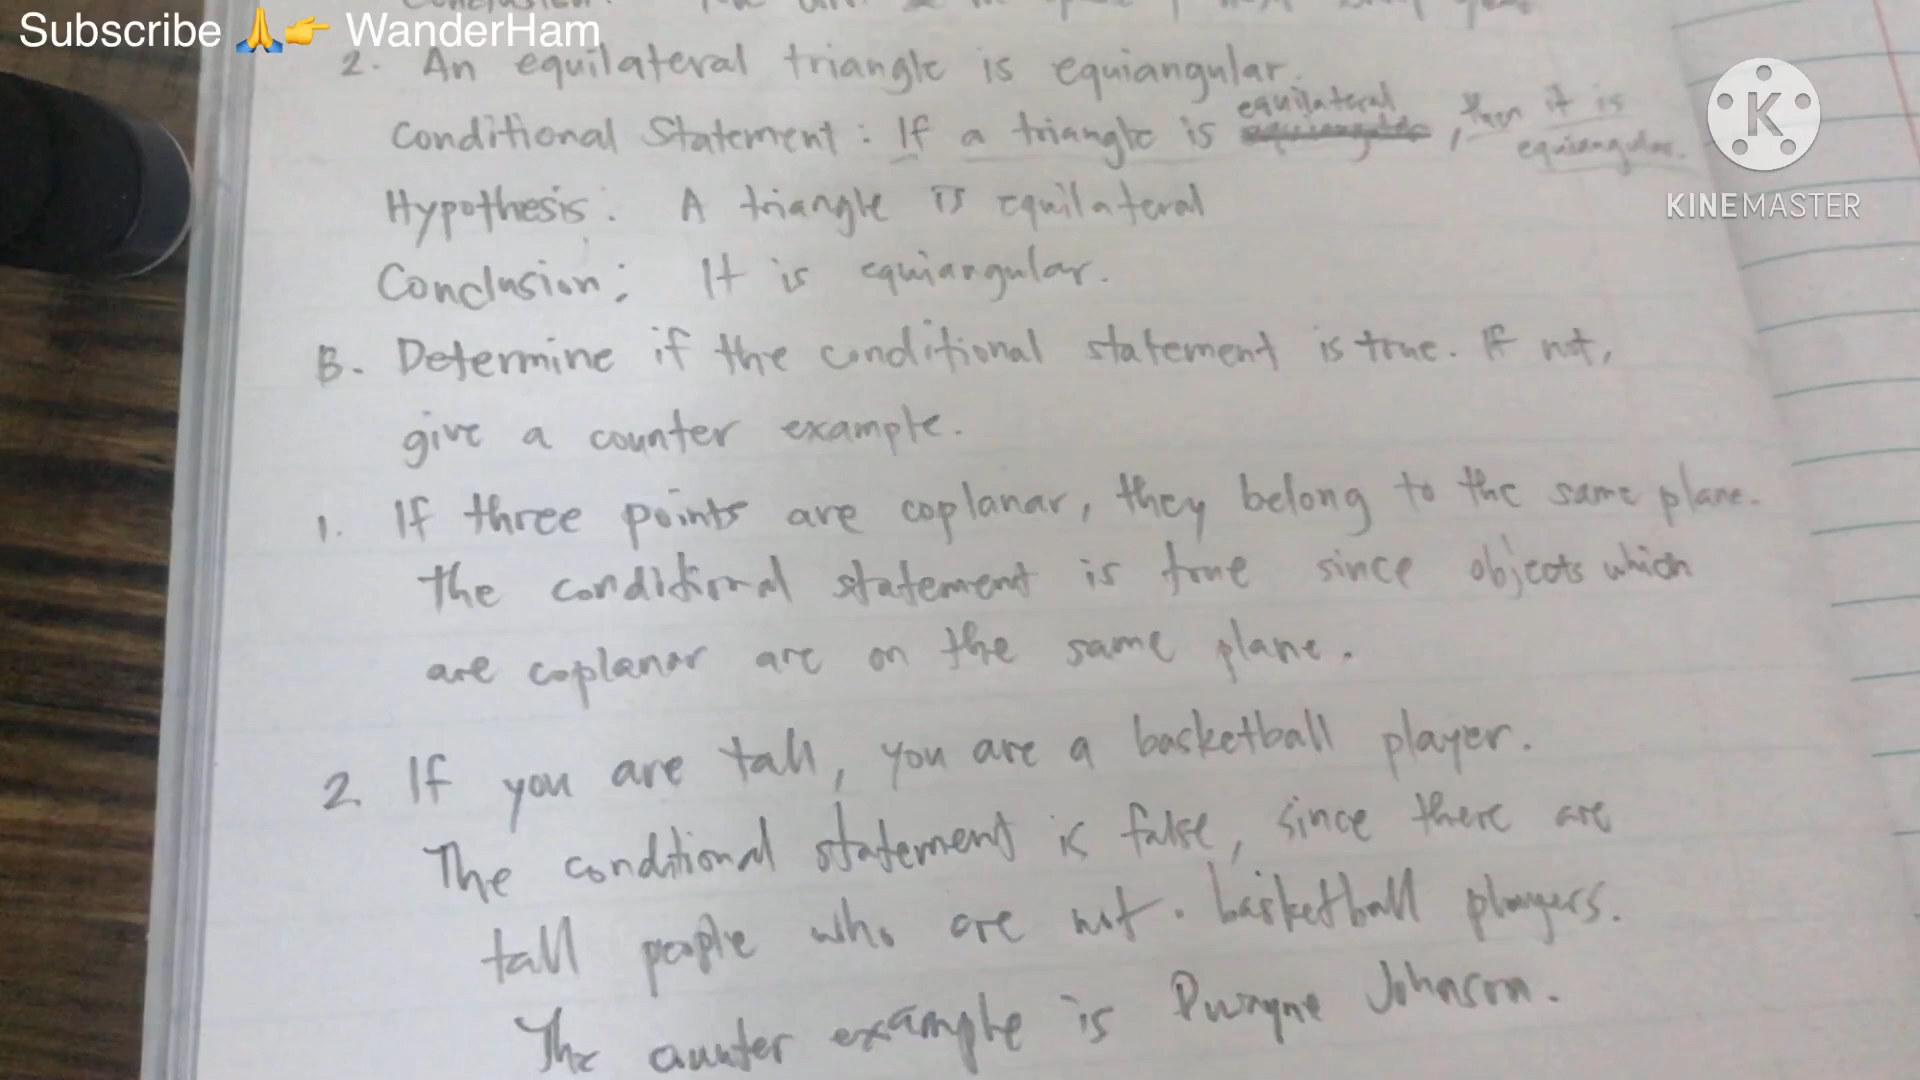 Subscribe 🙏👉 WanderHam
2. An equilateral triangle is equiangular.
Conditional Statement: If a triangle is equilateral, then it is equiangular.
Hypothesis: A triangle is equilateral
Conclusion: It is equiangular.
B. Determine if the conditional statement is true. If not,
give a counter example.
1. If three points are coplanar, they belong to the same plane.
The conditional statement is true since objects which
are coplanar are on the same plane.
2. If you are tall, you are a basketball player.
The conditional statement is false, since there are
tall people who are not basketball players.
The counter example is Dwayne Johnson.
K
KINEMASTER